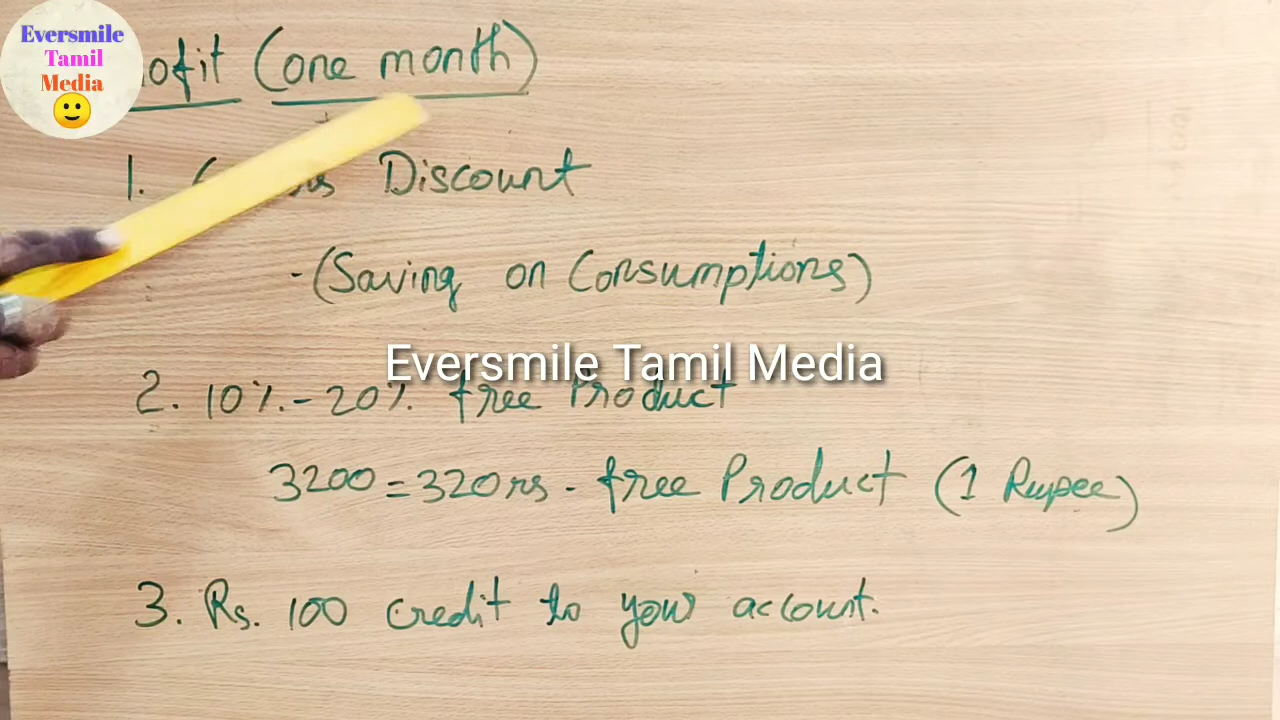 Eversmile
Tamil
Media
ofit (one month)
1. Discount
-(Saving on Consumptions)
Eversmile Tamil Media
2. 10%-20% free Product
3200=320rs - free Product (1 Rupee)
3. Rs. 100 credit to your account.